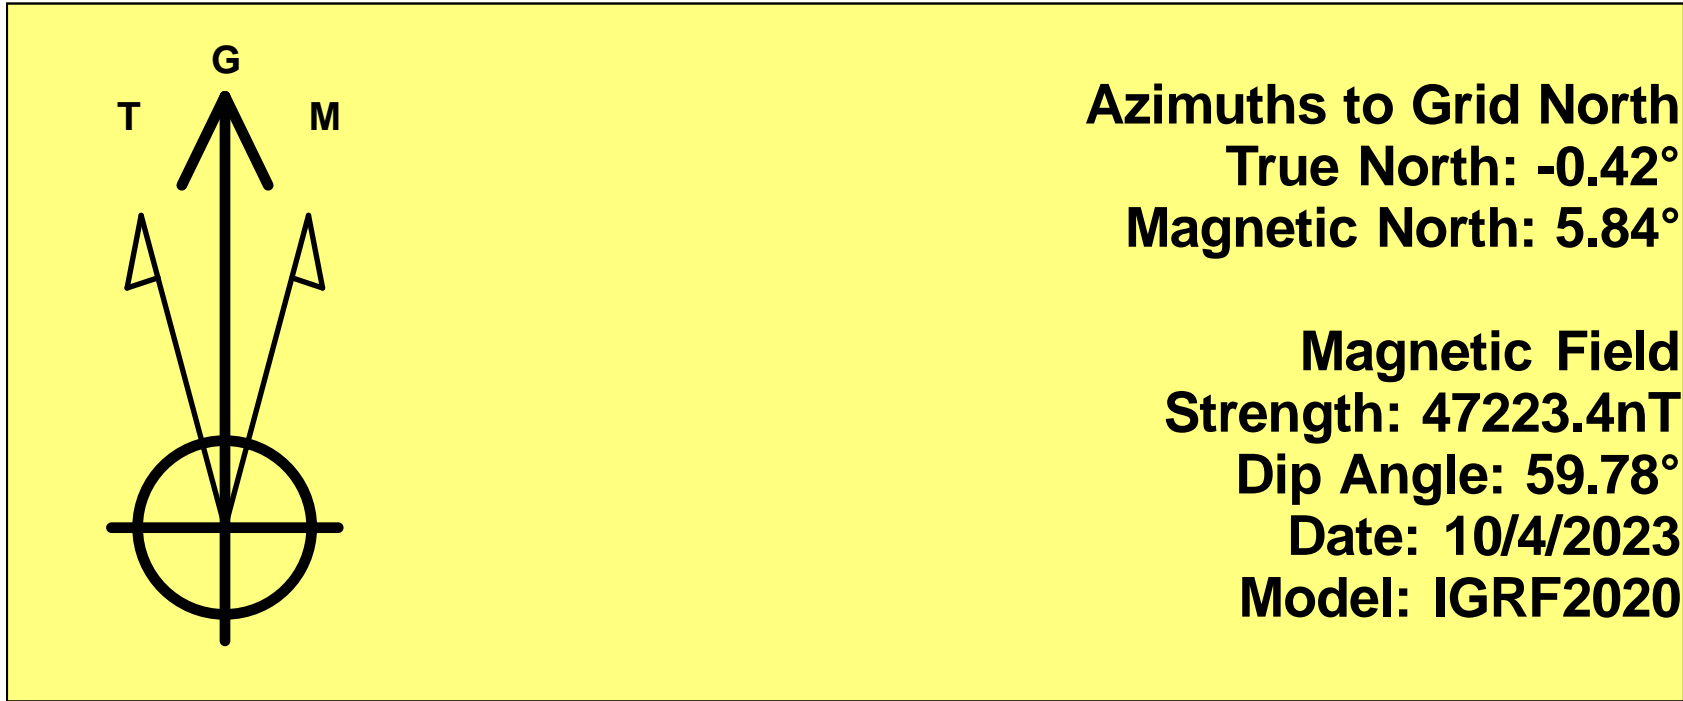 G
T M
Azimuths to Grid North
True North: -0.42°
Magnetic North: 5.84°
Magnetic Field
Strength: 47223.4nT
Dip Angle: 59.78°
Date: 10/4/2023
Model: IGRF2020